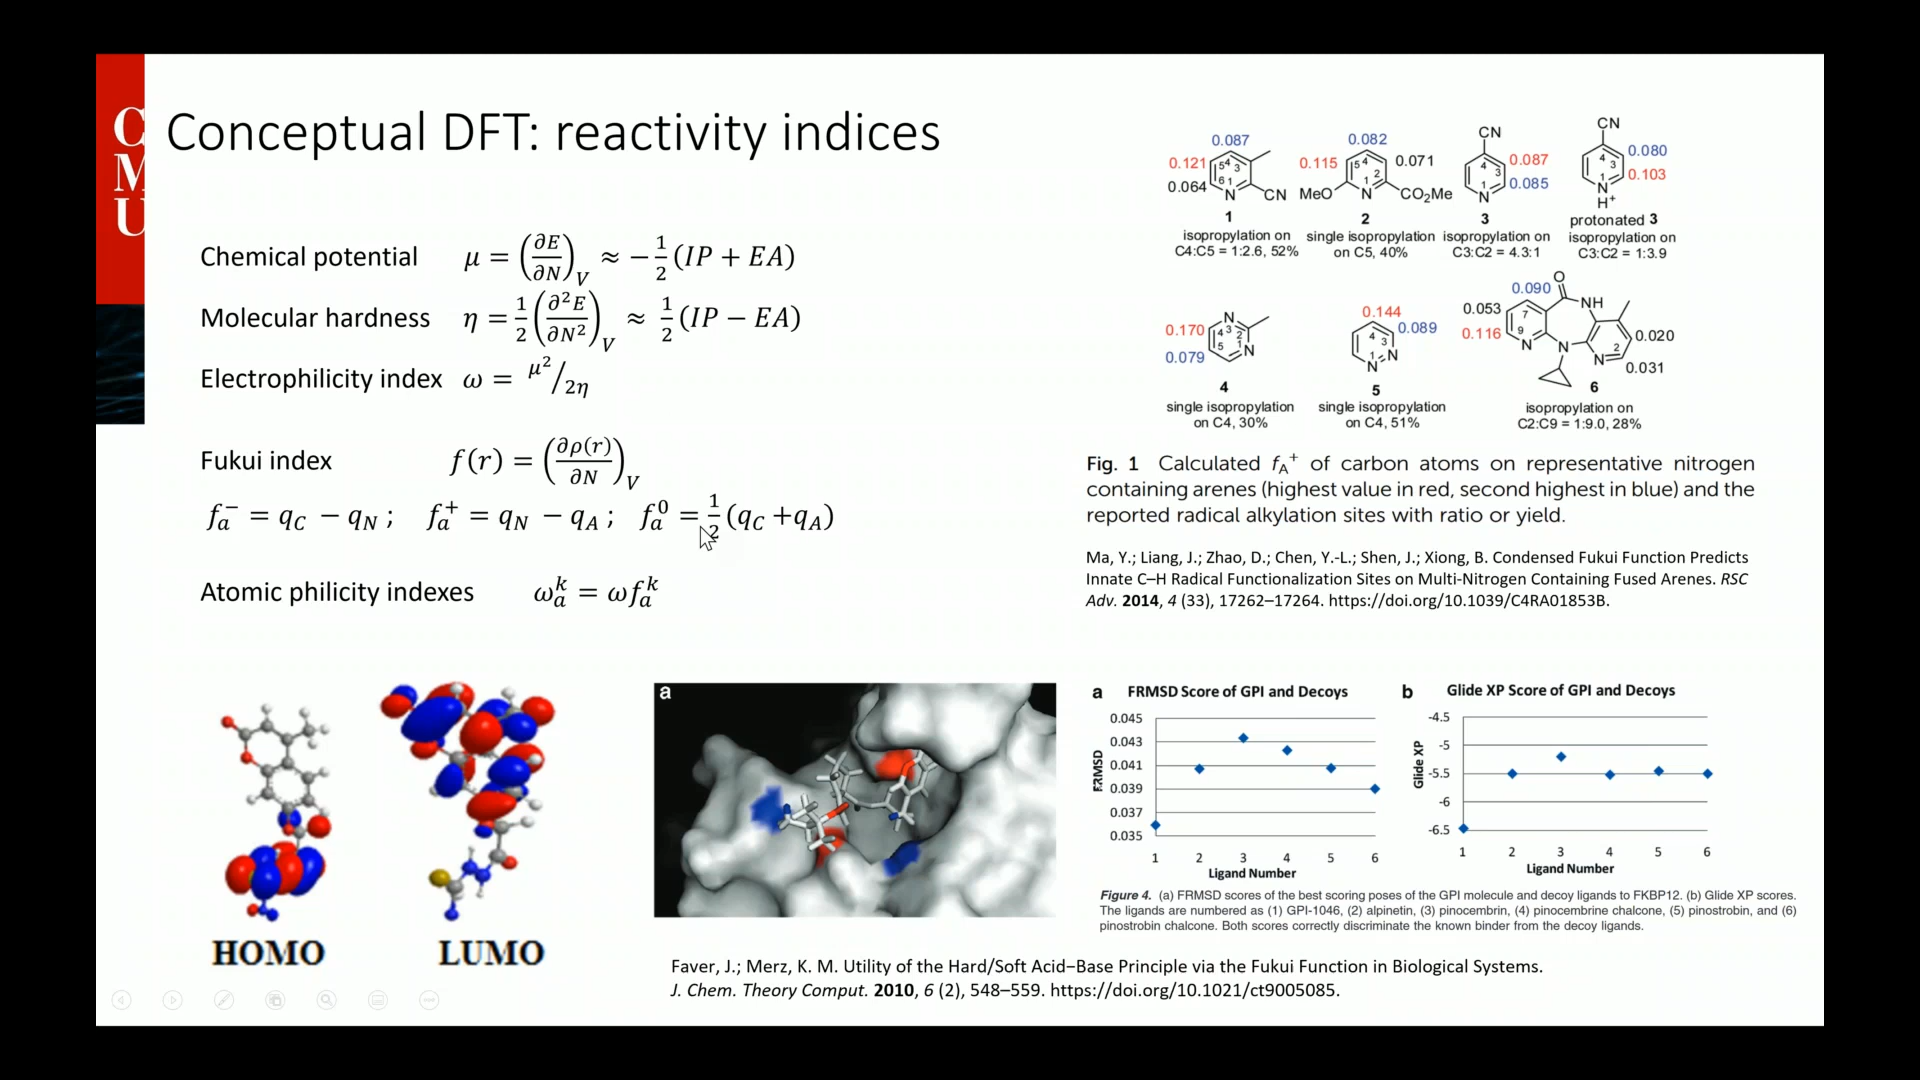 C
M
U
Conceptual DFT: reactivity indices
Chemical potential μ = (∂E/∂N)_V ≈ −1/2 (IP + EA)
Molecular hardness η = 1/2 (∂²E/∂N²)_V ≈ 1/2 (IP − EA)
Electrophilicity index ω = μ²/2η
Fukui index f(r) = (∂ρ(r)/∂N)_V
f_a^- = q_C − q_N ; f_a^+ = q_N − q_A ; f_a^0 = 1/2 (q_C + q_A)
Atomic philicity indexes ω_a^k = ωf_a^k
HOMO
LUMO
0.087
0.121
0.064
5 4 3
6 1
N
CN
1
isopropylation on
C4:C5 = 1:2.6, 52%
0.082
0.115
0.071
5 4
1 2
MeO
N
CO₂Me
2
single isopropylation
on C5, 40%
CN
0.087
0.085
4
3
1
N
3
isopropylation on
C3:C2 = 4.3:1
CN
0.080
0.103
4
3
1
N
H⁺
protonated 3
isopropylation on
C3:C2 = 1:3.9
0.170
0.079
N
4 3 2
5 1
N
4
single isopropylation
on C4, 30%
0.144
0.089
4
3
1 N
N
5
single isopropylation
on C4, 51%
0.090
0.053
0.116
O
NH
7
9
N
N
N
2
0.020
0.031
6
isopropylation on
C2:C9 = 1:9.0, 28%
Fig. 1 Calculated f_A^+ of carbon atoms on representative nitrogen
containing arenes (highest value in red, second highest in blue) and the
reported radical alkylation sites with ratio or yield.
Ma, Y.; Liang, J.; Zhao, D.; Chen, Y.-L.; Shen, J.; Xiong, B. Condensed Fukui Function Predicts
Innate C–H Radical Functionalization Sites on Multi-Nitrogen Containing Fused Arenes. RSC
Adv. 2014, 4 (33), 17262–17264. https://doi.org/10.1039/C4RA01853B.
a
a FRMSD Score of GPI and Decoys
0.045
0.043
0.041
0.039
0.037
0.035
FRMSD
1 2 3 4 5 6
Ligand Number
b Glide XP Score of GPI and Decoys
-4.5
-5
-5.5
-6
-6.5
Glide XP
1 2 3 4 5 6
Ligand Number
Figure 4. (a) FRMSD scores of the best scoring poses of the GPI molecule and decoy ligands to FKBP12. (b) Glide XP scores.
The ligands are numbered as (1) GPI-1046, (2) alpinetin, (3) pinocembrin, (4) pinocembrine chalcone, (5) pinostrobin, and (6)
pinostrobin chalcone. Both scores correctly discriminate the known binder from the decoy ligands.
Faver, J.; Merz, K. M. Utility of the Hard/Soft Acid−Base Principle via the Fukui Function in Biological Systems.
J. Chem. Theory Comput. 2010, 6 (2), 548–559. https://doi.org/10.1021/ct9005085.